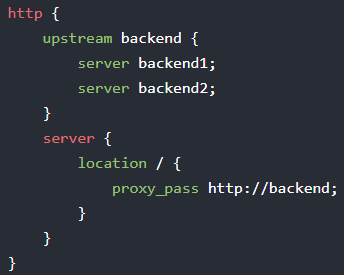 http {
    upstream backend {
        server backend1;
        server backend2;
    }
    server {
        location / {
            proxy_pass http://backend;
        }
    }
}